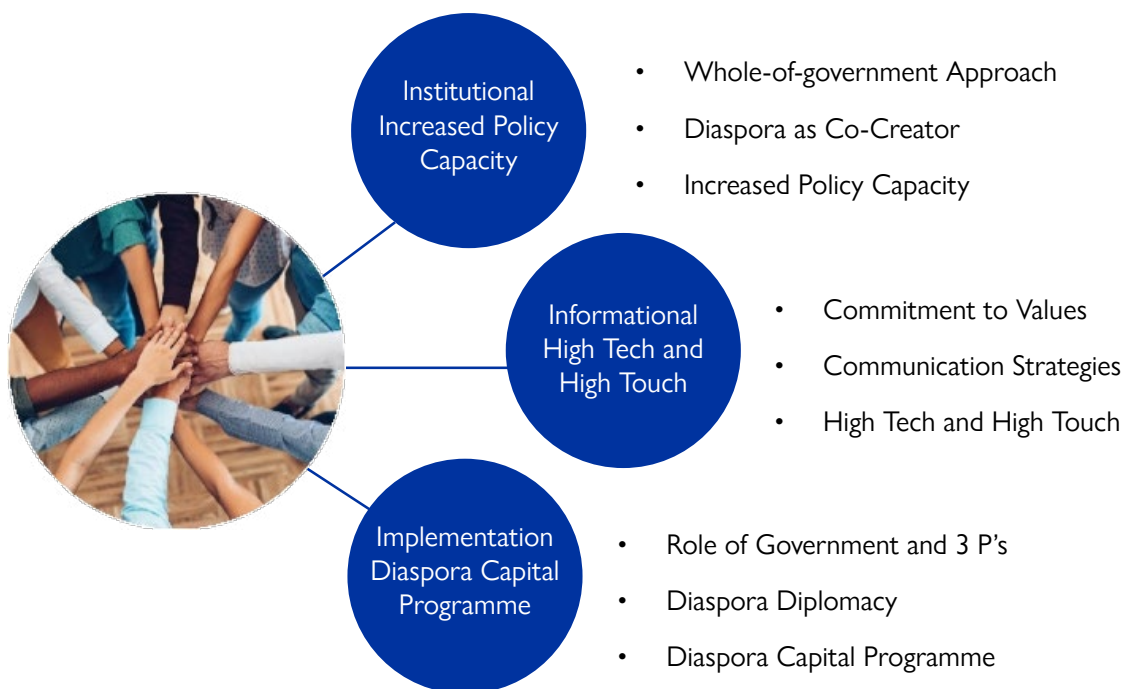 Institutional
Increased Policy
Capacity
• Whole-of-government Approach
• Diaspora as Co-Creator
• Increased Policy Capacity
Informational
High Tech and
High Touch
• Commitment to Values
• Communication Strategies
• High Tech and High Touch
Implementation
Diaspora Capital
Programme
• Role of Government and 3 P's
• Diaspora Diplomacy
• Diaspora Capital Programme